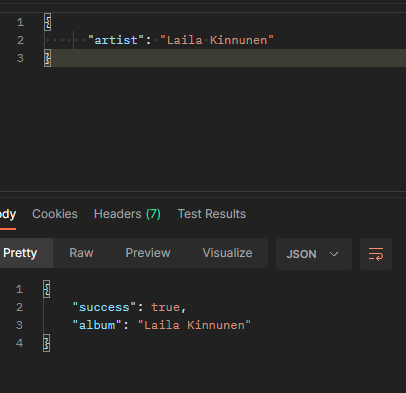 1 {
2 "artist": "Laila Kinnunen"
3 }
ody Cookies Headers (7) Test Results
Pretty Raw Preview Visualize JSON
1 {
2 "success": true,
3 "album": "Laila Kinnunen"
4 }